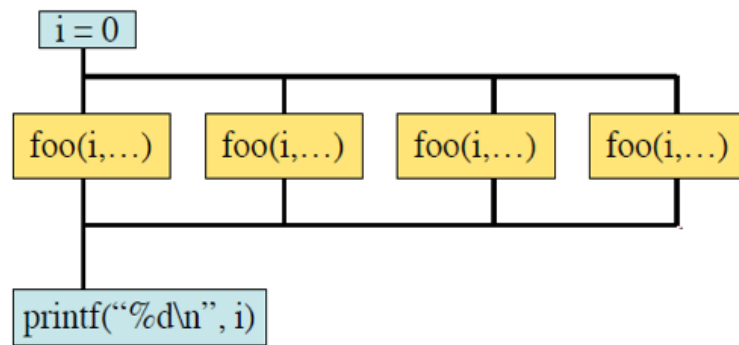 i = 0
foo(i,…)
foo(i,…)
foo(i,…)
foo(i,…)
printf(“%d\n”, i)